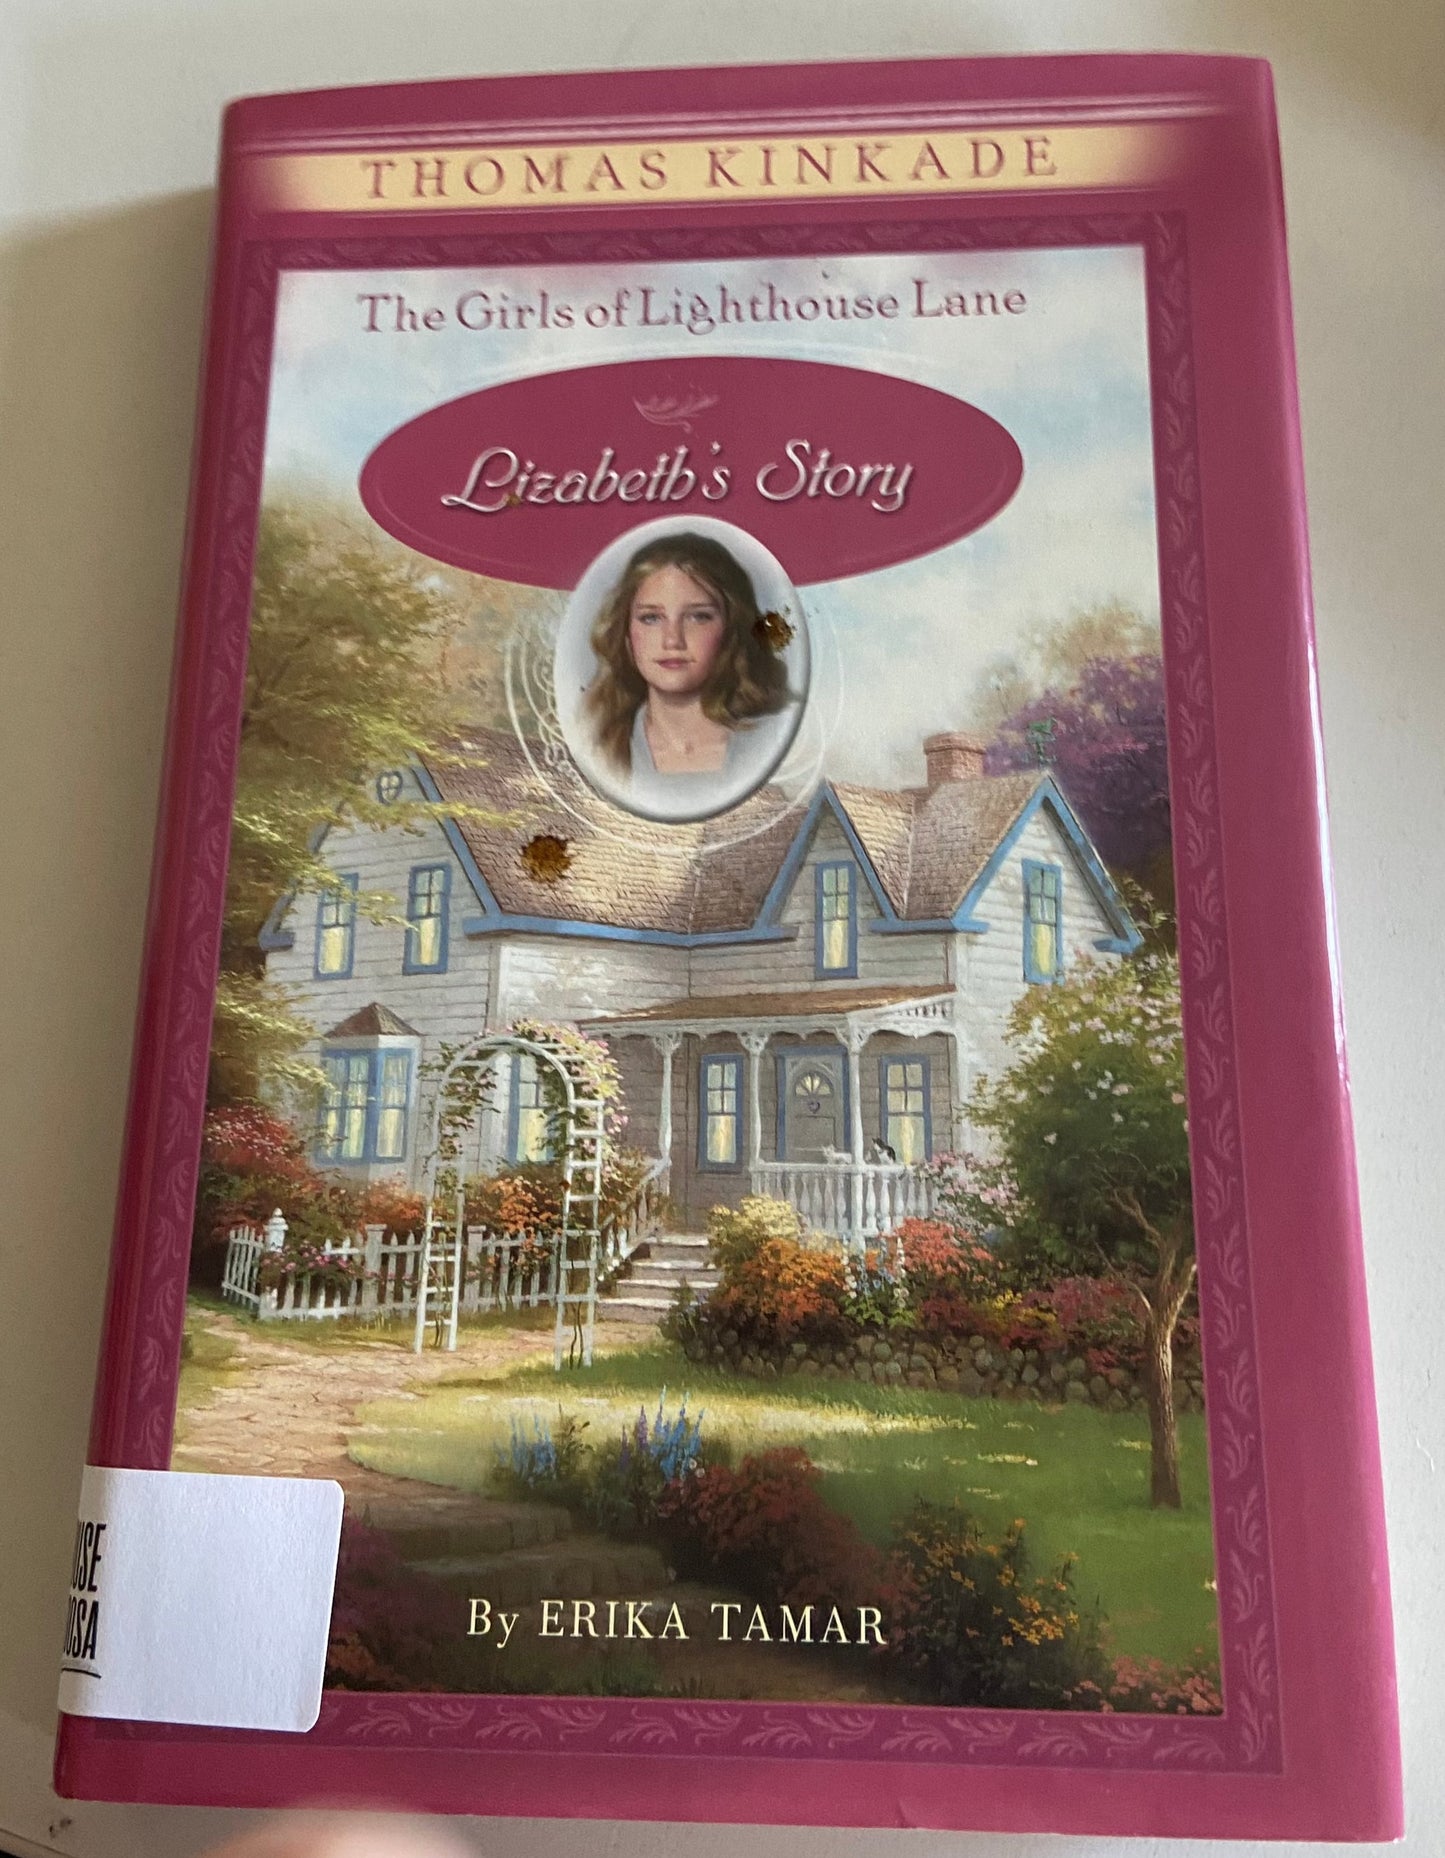 THOMAS KINKADE
The Girls of Lighthouse Lane
Lizabeth's Story
By ERIKA TAMAR